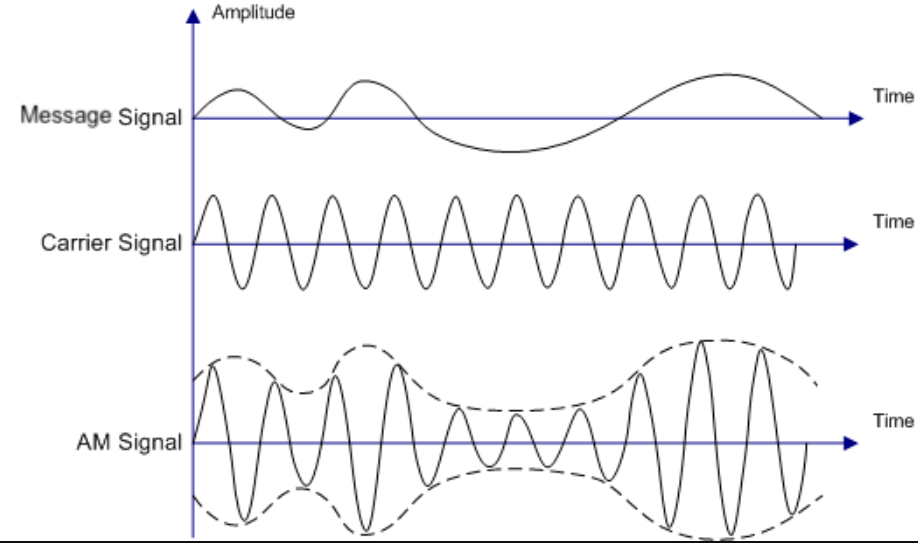 Amplitude
Message Signal
Time
Carrier Signal
Time
AM Signal
Time